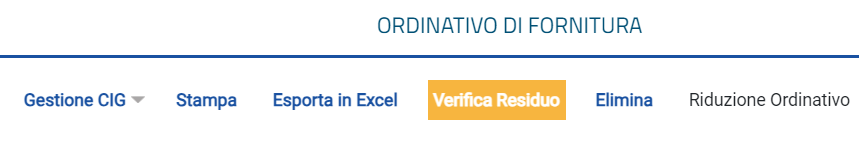 ORDINATIVO DI FORNITURA
Gestione CIG Stampa Esporta in Excel Verifica Residuo Elimina Riduzione Ordinativo